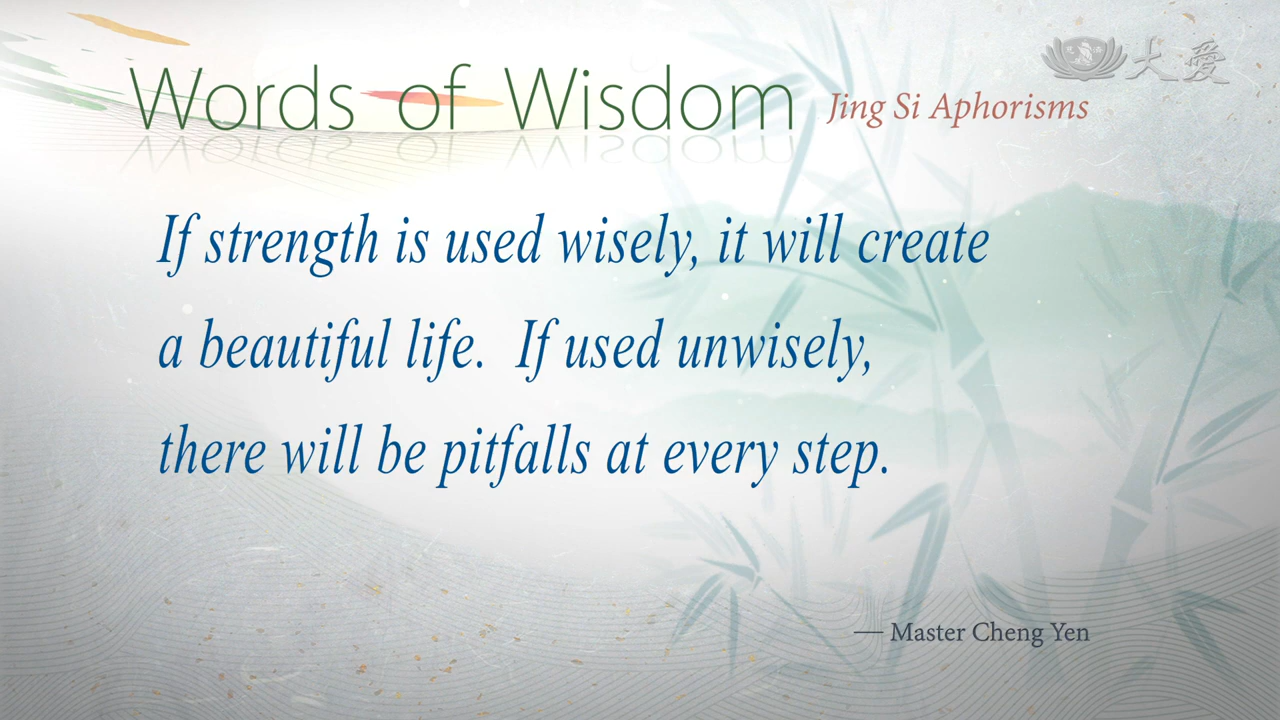 Words of Wisdom Jing Si Aphorisms
大愛
If strength is used wisely, it will create
a beautiful life. If used unwisely,
there will be pitfalls at every step.
— Master Cheng Yen